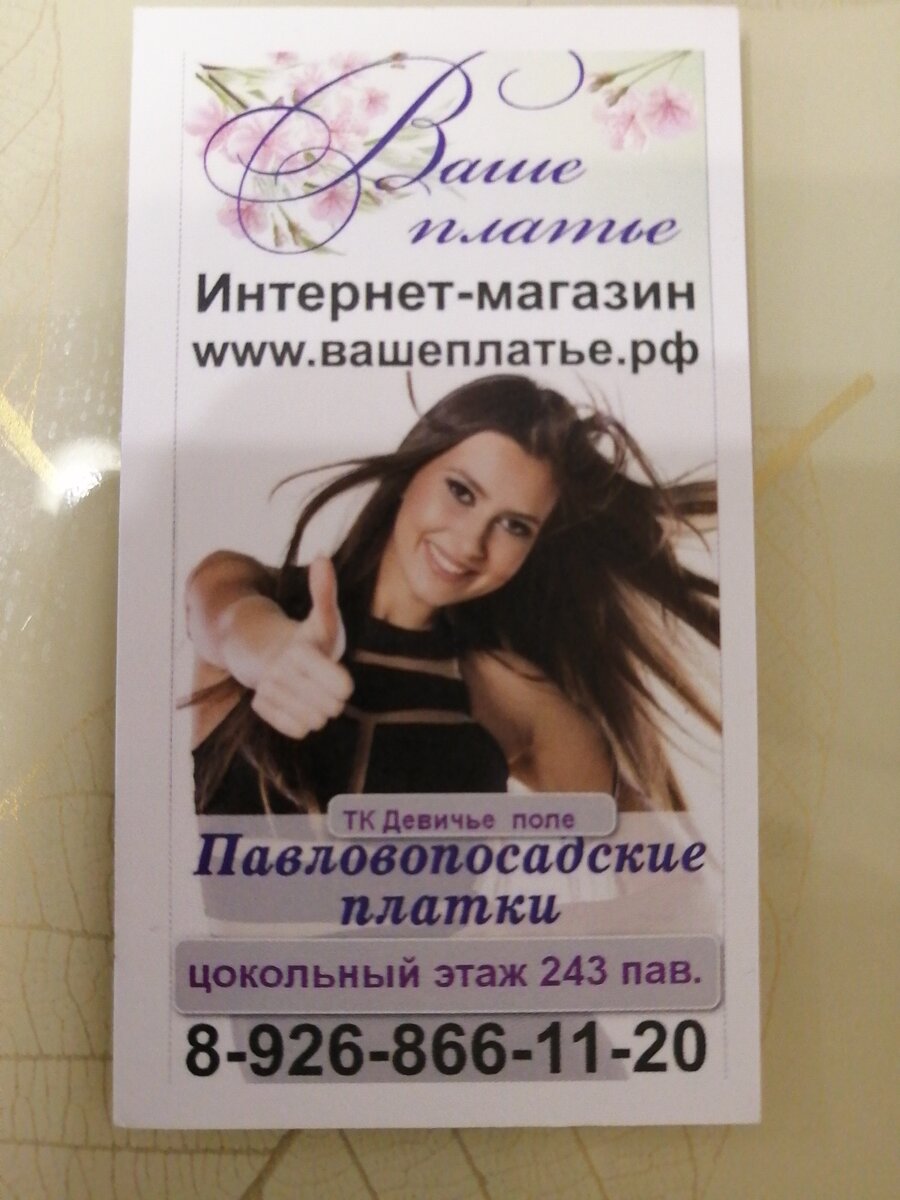 Ваше
платье
Интернет-магазин
www.вашеплатье.рф
ТК Девичье поле
Павловопосадские
платки
цокольный этаж 243 пав.
8-926-866-11-20